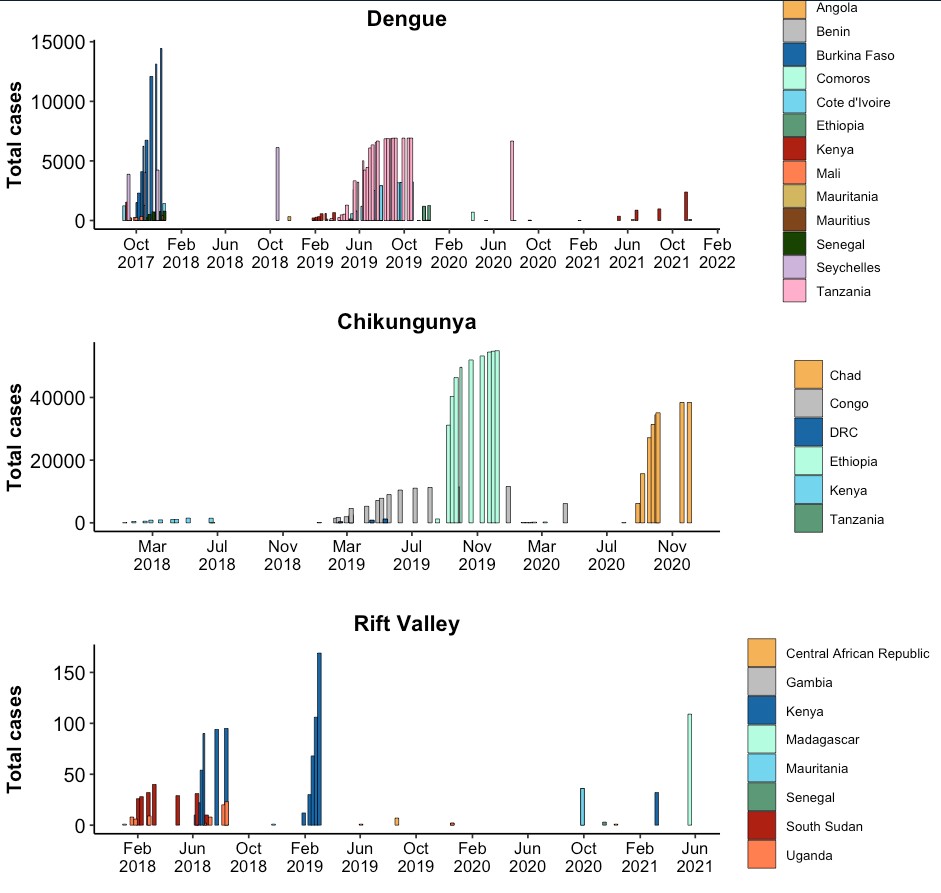 Dengue
Total cases
15000
10000
5000
0
Oct Feb Jun Oct Feb Jun Oct Feb Jun Oct Feb Jun Oct Feb
2017 2018 2018 2018 2019 2019 2019 2020 2020 2020 2021 2021 2021 2022
Angola
Benin
Burkina Faso
Comoros
Cote d'Ivoire
Ethiopia
Kenya
Mali
Mauritania
Mauritius
Senegal
Seychelles
Tanzania
Chikungunya
Total cases
40000
20000
0
Mar Jul Nov Mar Jul Nov Mar Jul Nov
2018 2018 2018 2019 2019 2019 2020 2020 2020
Chad
Congo
DRC
Ethiopia
Kenya
Tanzania
Rift Valley
Total cases
150
100
50
0
Feb Jun Oct Feb Jun Oct Feb Jun Oct Feb Jun
2018 2018 2018 2019 2019 2019 2020 2020 2020 2021 2021
Central African Republic
Gambia
Kenya
Madagascar
Mauritania
Senegal
South Sudan
Uganda